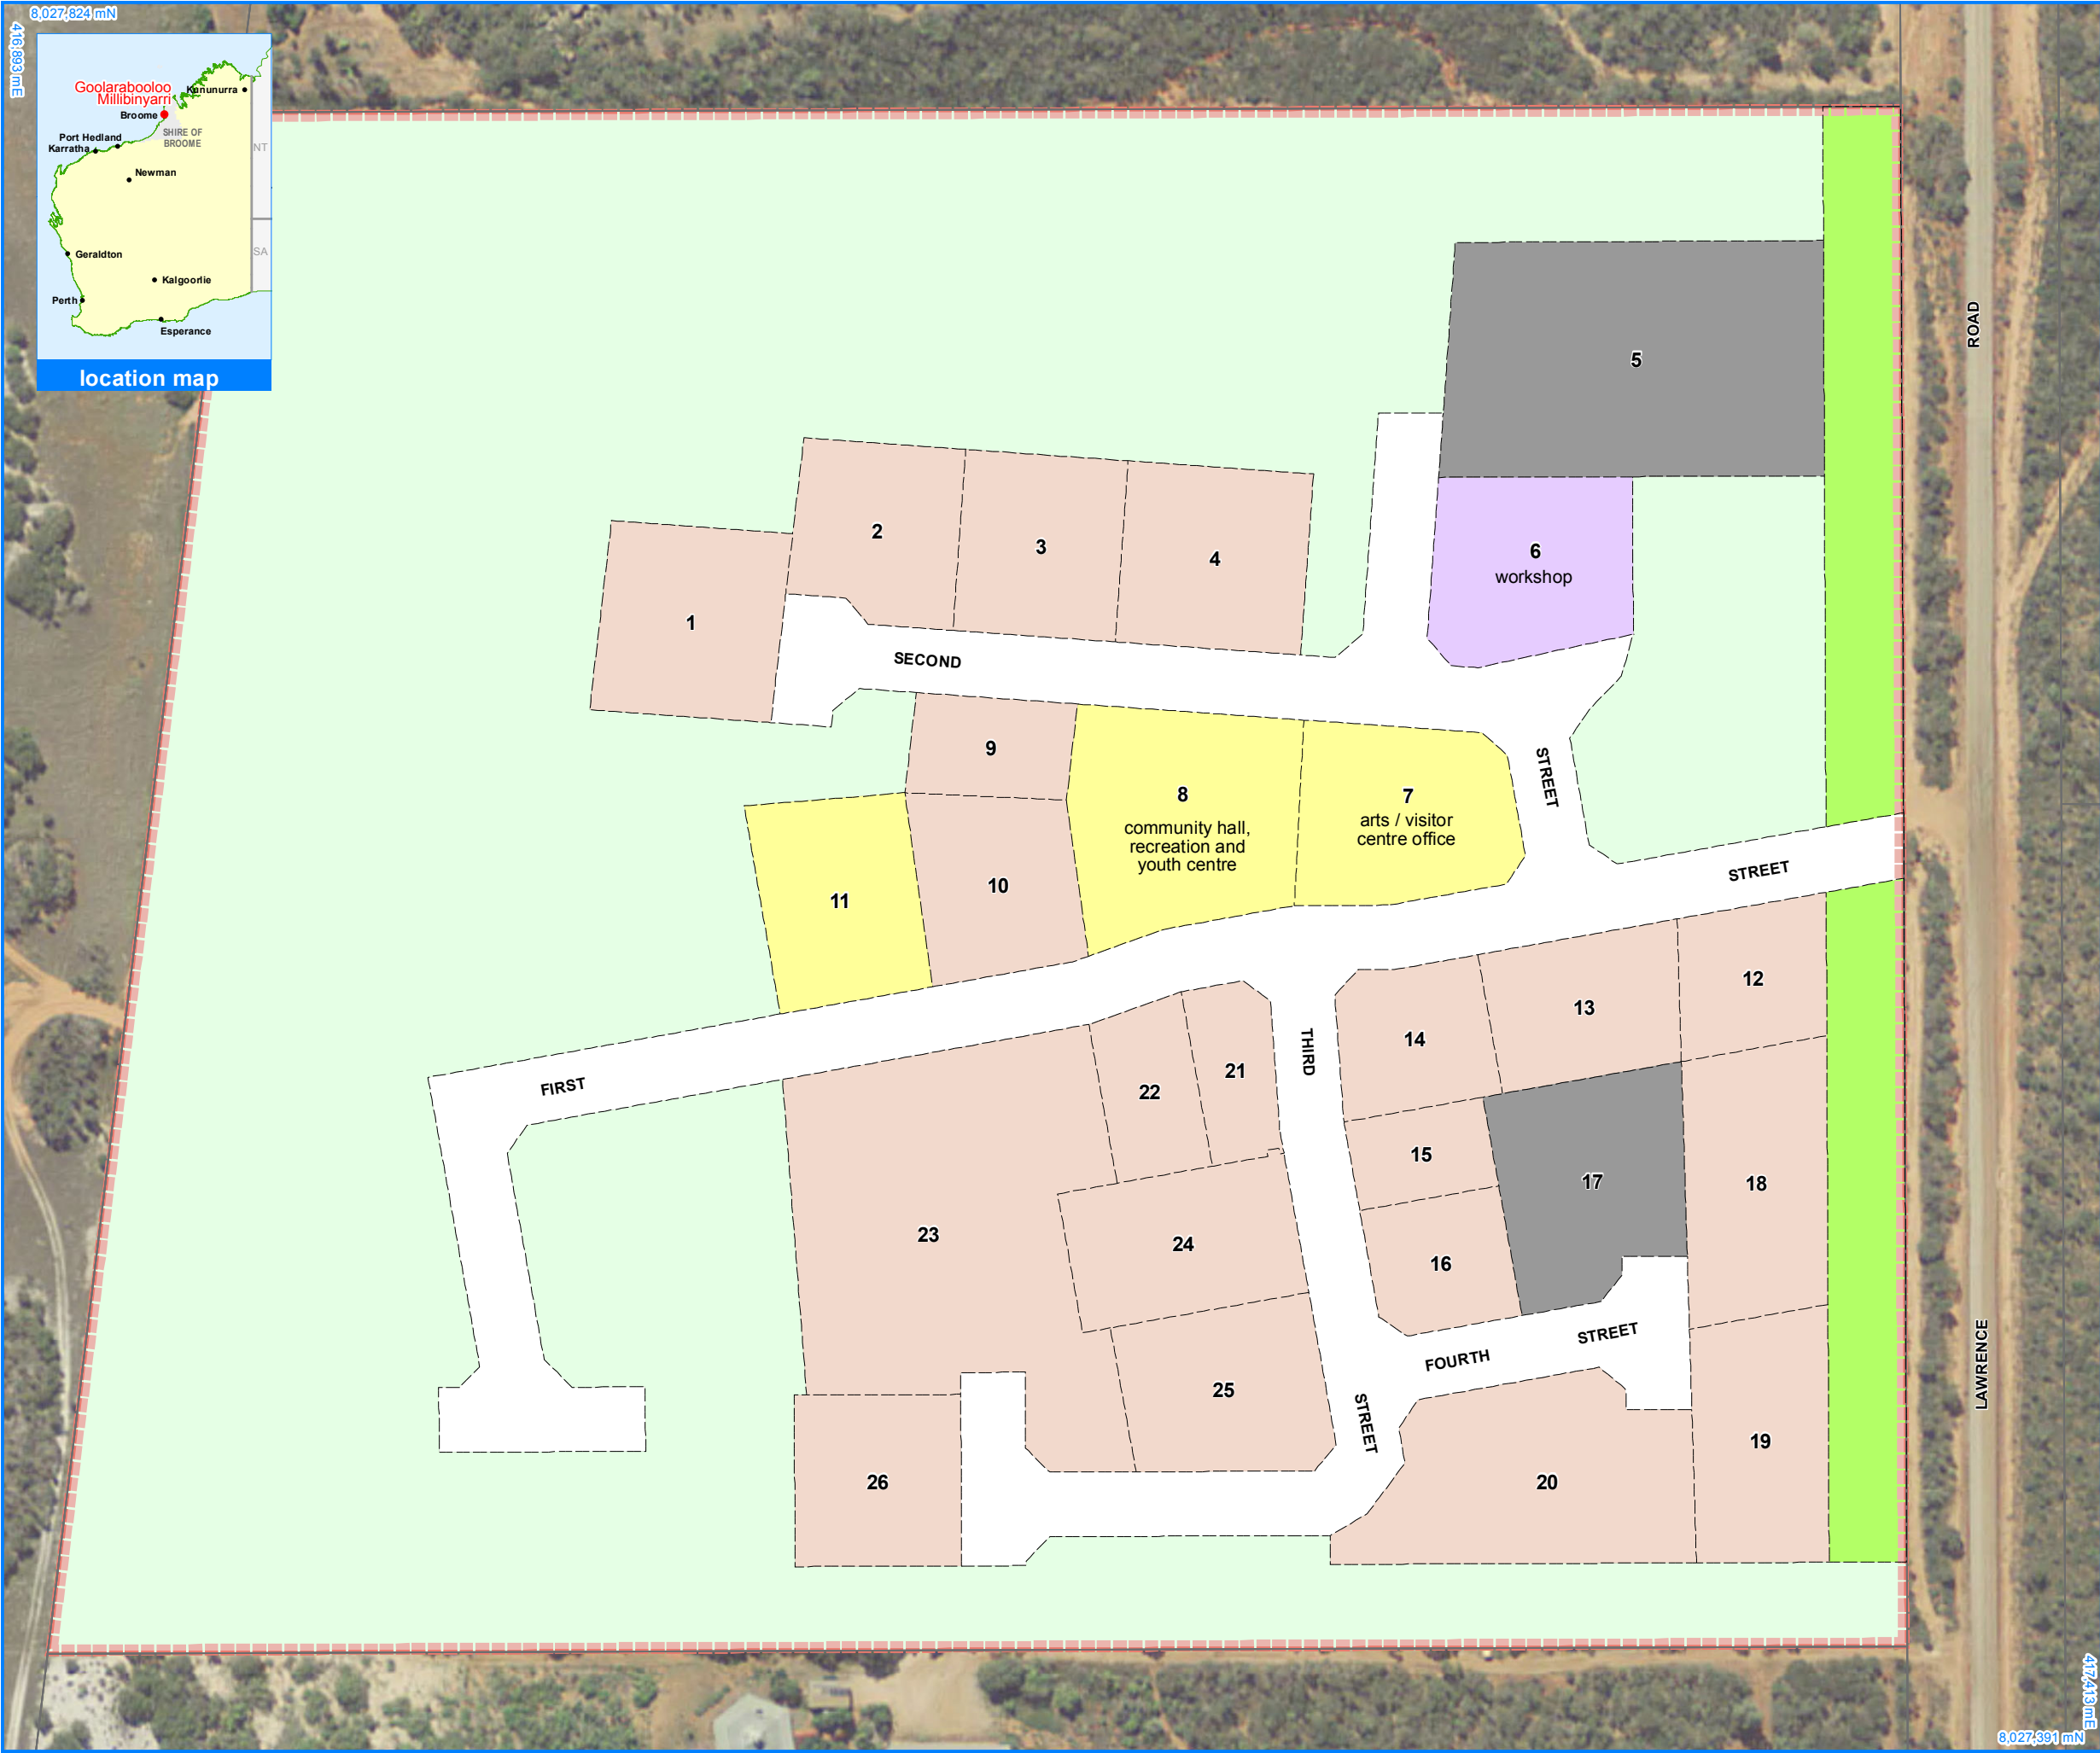 8,027,824 mN
416,893 mE
Goolarabooloo
Millibinyarri
Kununurra
Broome
SHIRE OF
BROOME
Port Hedland
Karratha
NT
Newman
SA
Geraldton
Kalgoorlie
Perth
Esperance
location map
ROAD
5
2
3
4
6
workshop
1
SECOND
9
8
community hall,
recreation and
youth centre
7
arts / visitor
centre office
STREET
STREET
11
10
12
13
14
THIRD
21
22
FIRST
15
17
18
16
23
24
FOURTH
STREET
LAWRENCE
25
STREET
19
26
20
417,413 mE
8,027,391 mN